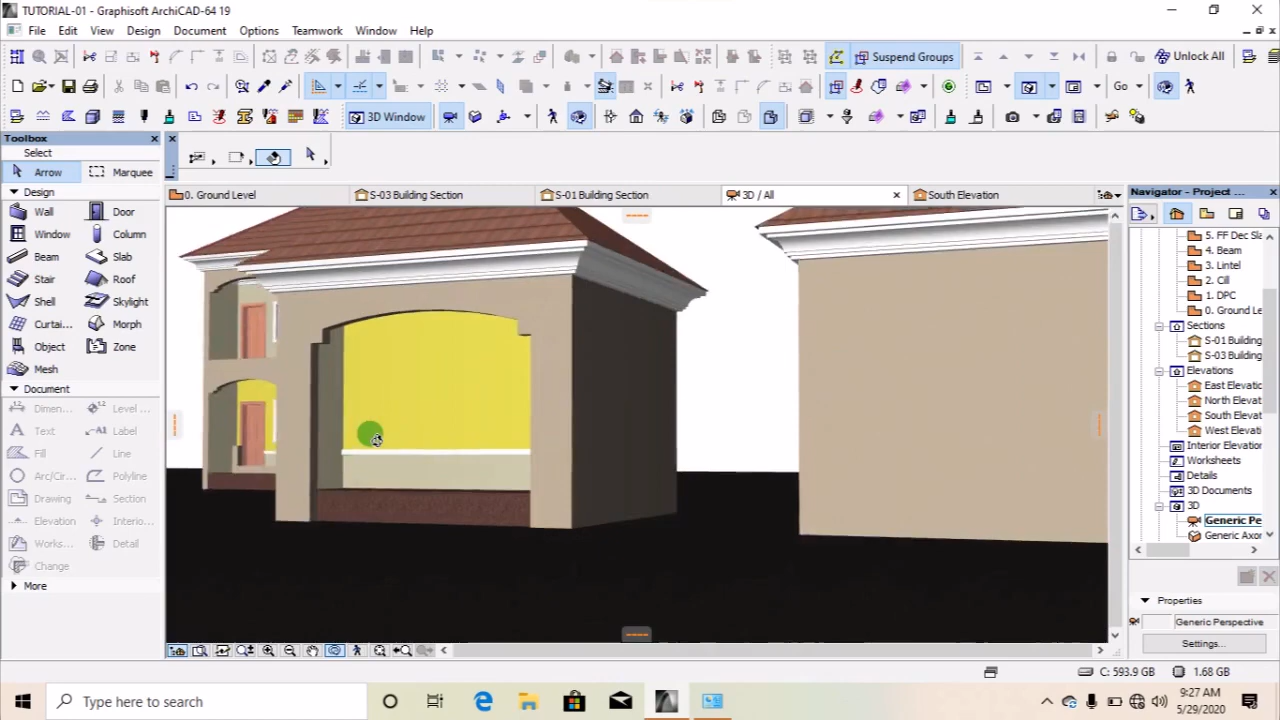 TUTORIAL-01 - Graphisoft ArchiCAD-64 19
File Edit View Design Document Options Teamwork Window Help
Suspend Groups Unlock All
Go
3D Window
Toolbox
Select
Arrow Marquee
Design
Wall Door
Window Column
Beam Slab
Stair Roof
Shell Skylight
Curtai... Morph
Object Zone
Mesh
Document
Dimen... Level ...
Text Label
Fill Line
Arc/Cir... Polyline
Drawing Section
Elevation Interio...
Works... Detail
Change
More
0. Ground Level S-03 Building Section S-01 Building Section 3D / All South Elevation
Navigator - Project ...
5. FF Dec Sla
4. Beam
3. Lintel
2. Cill
1. DPC
0. Ground Le
Sections
S-01 Building
S-03 Building
Elevations
East Elevatio
North Elevat
South Elevat
West Elevati
Interior Elevation
Worksheets
Details
3D Documents
3D
Generic Pe
Generic Axon
Properties
Generic Perspective
Settings...
C: 593.9 GB 1.68 GB
Type here to search
9:27 AM
5/29/2020